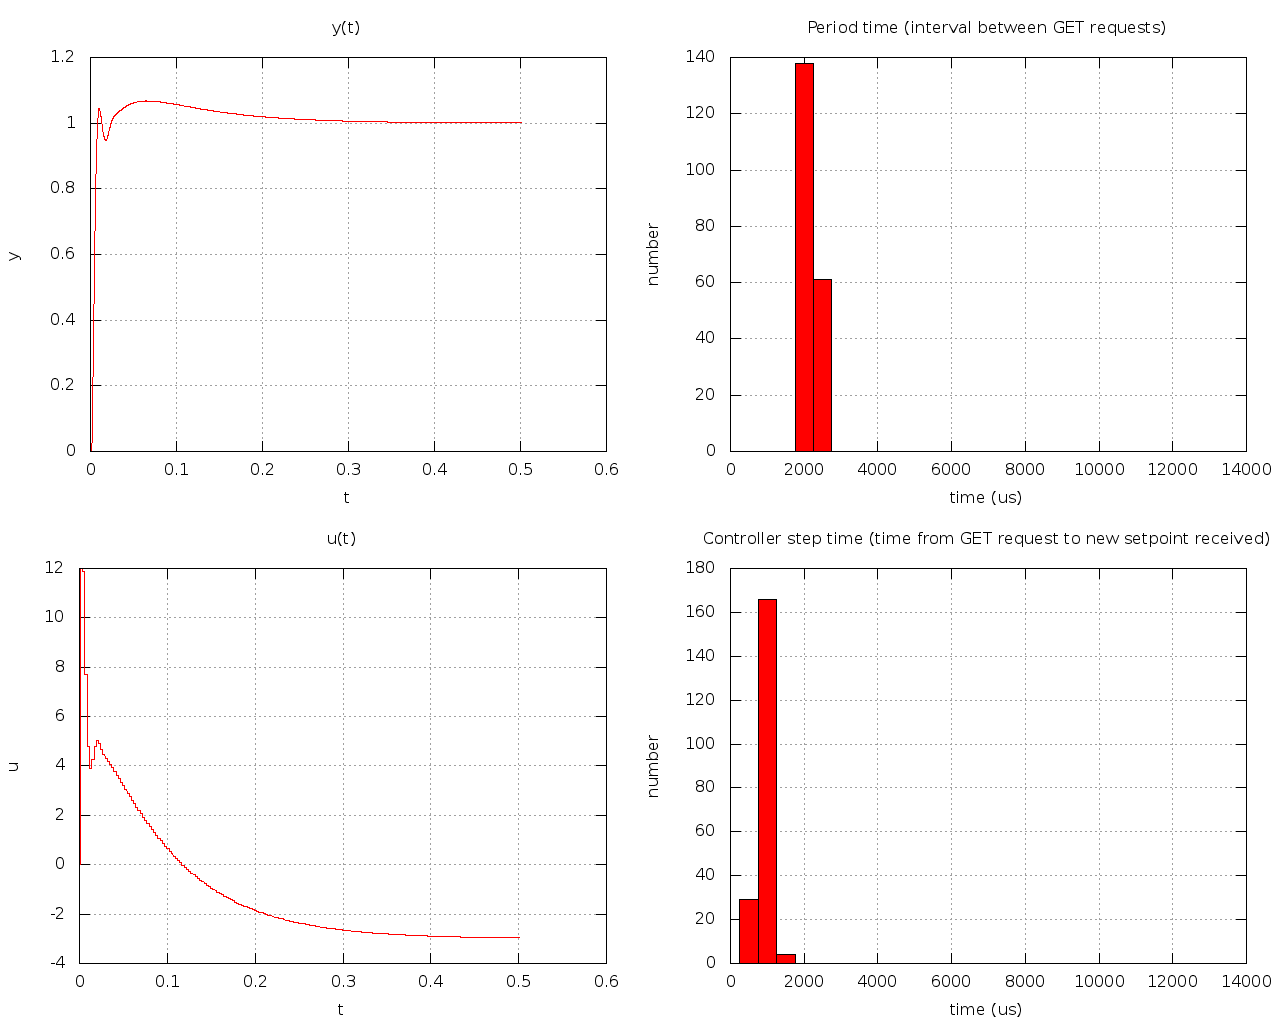 y(t)
1.2
1
0.8
0.6
0.4
0.2
0
y
0 0.1 0.2 0.3 0.4 0.5 0.6
t
Period time (interval between GET requests)
140
120
100
80
60
40
20
0
number
0 2000 4000 6000 8000 10000 12000 14000
time (us)
u(t)
12
10
8
6
4
2
0
-2
-4
u
0 0.1 0.2 0.3 0.4 0.5 0.6
t
Controller step time (time from GET request to new setpoint received)
180
160
140
120
100
80
60
40
20
0
number
0 2000 4000 6000 8000 10000 12000 14000
time (us)